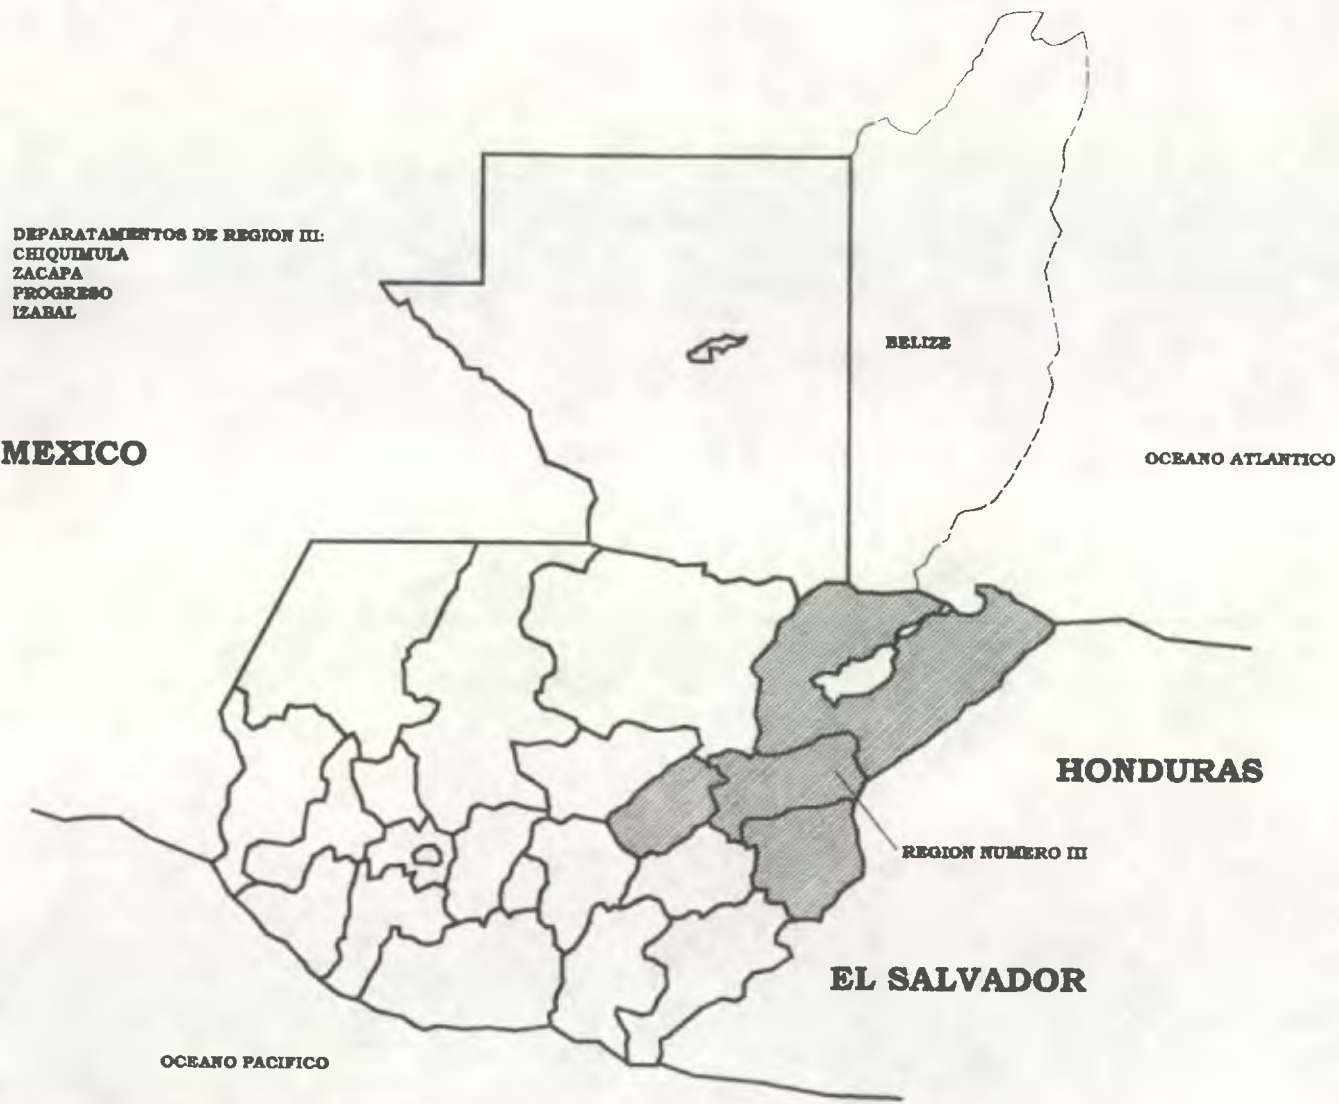 DEPARATAMENTOS DE REGION III:
CHIQUIMULA
ZACAPA
PROGRESO
IZABAL
BELIZE
MEXICO
OCEANO ATLANTICO
HONDURAS
REGION NUMERO III
EL SALVADOR
OCEANO PACIFICO